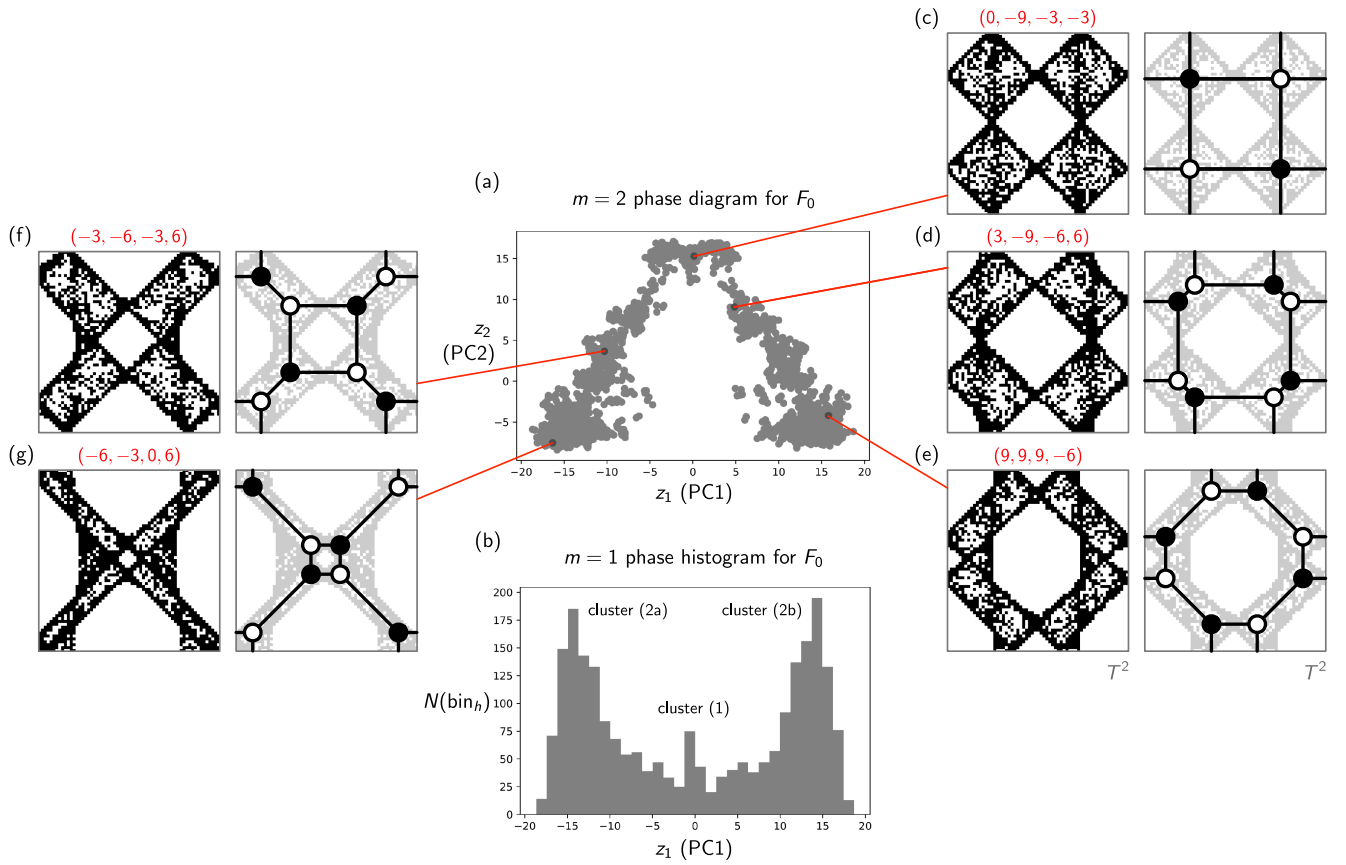 (c)
(0, −9, −3, −3)
(a)
m = 2 phase diagram for F₀
(f)
(−3, −6, −3, 6)
(d)
(3, −9, −6, 6)
15
10
5
0
−5
z₂
(PC2)
−20 −15 −10 −5 0 5 10 15 20
z₁ (PC1)
(g)
(−6, −3, 0, 6)
(e)
(9, 9, 9, −6)
T² T²
(b)
m = 1 phase histogram for F₀
200
175
150
125
100
75
50
25
0
cluster (2a)
cluster (2b)
cluster (1)
N(binₕ)
−20 −15 −10 −5 0 5 10 15 20
z₁ (PC1)